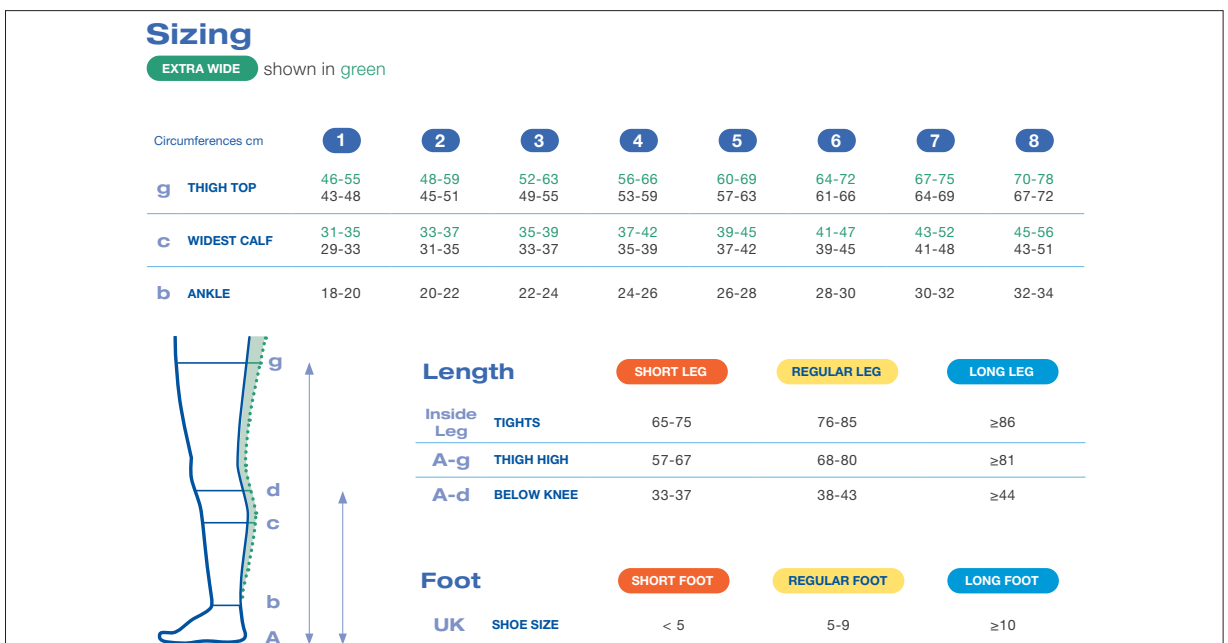 Sizing
EXTRA WIDE shown in green
Circumferences cm 1 2 3 4 5 6 7 8
46-55 48-59 52-63 56-66 60-69 64-72 67-75 70-78
g THIGH TOP
43-48 45-51 49-55 53-59 57-63 61-66 64-69 67-72
31-35 33-37 35-39 37-42 39-45 41-47 43-52 45-56
c WIDEST CALF
29-33 31-35 33-37 35-39 37-42 39-45 41-48 43-51
b ANKLE 18-20 20-22 22-24 24-26 26-28 28-30 30-32 32-34
g
d
c
b
A
Length SHORT LEG REGULAR LEG LONG LEG
Inside
Leg TIGHTS 65-75 76-85 ≥86
A-g THIGH HIGH 57-67 68-80 ≥81
A-d BELOW KNEE 33-37 38-43 ≥44
Foot SHORT FOOT REGULAR FOOT LONG FOOT
UK SHOE SIZE < 5 5-9 ≥10